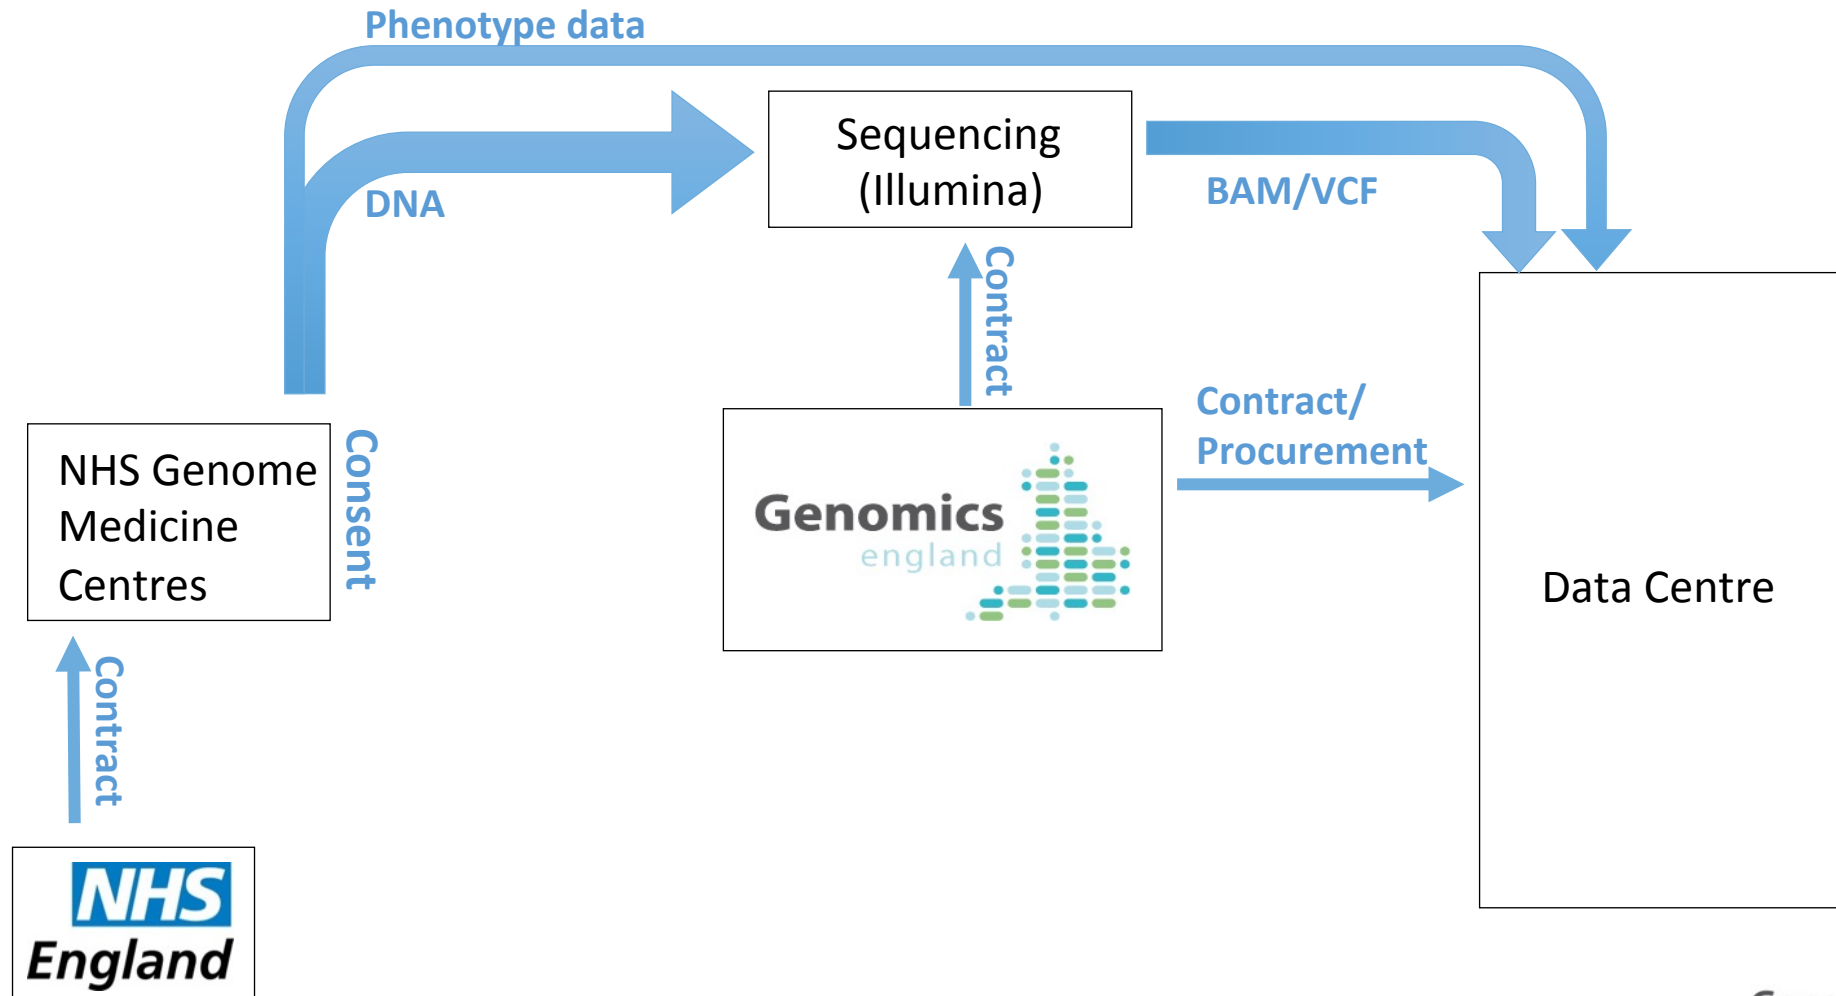 Phenotype data
Sequencing
(Illumina)
DNA
BAM/VCF
Contract
Contract/
Procurement
NHS Genome
Medicine
Centres
Consent
Genomics
england
Data Centre
Contract
NHS
England